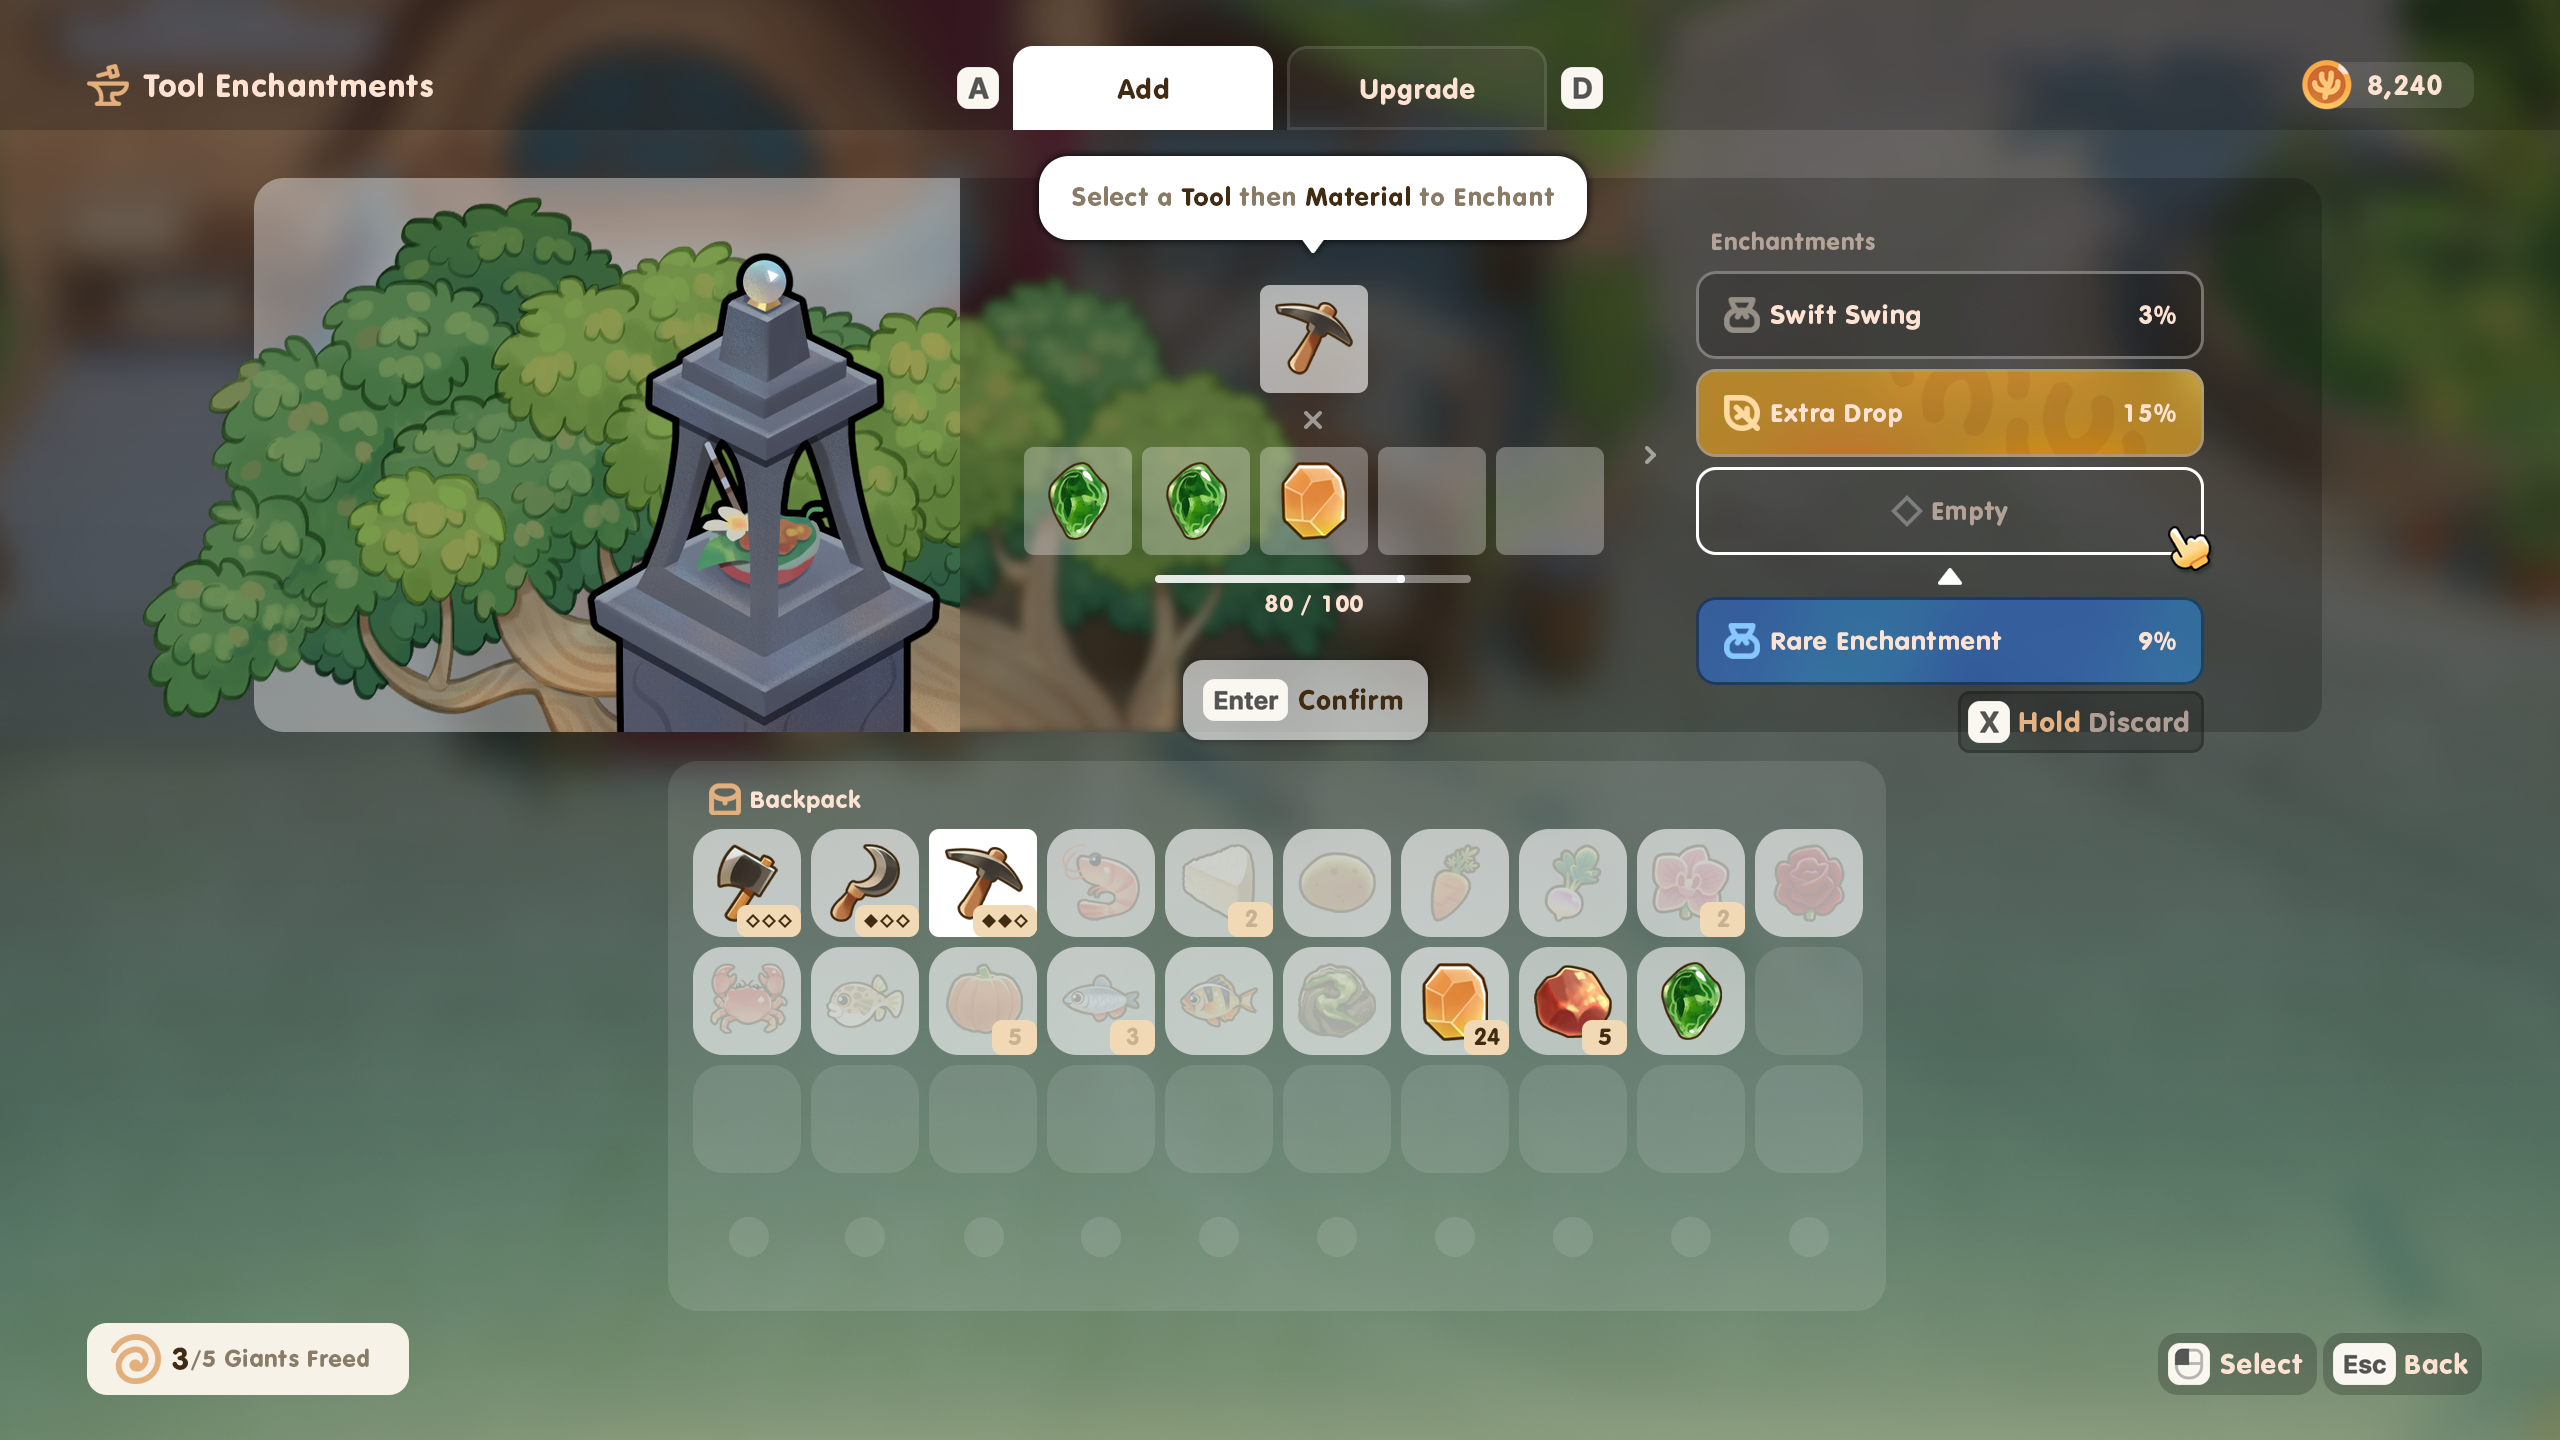 Tool Enchantments
A
Add
Upgrade
D
8,240
Select a Tool then Material to Enchant
80 / 100
Enter Confirm
Enchantments
Swift Swing 3%
Extra Drop 15%
Empty
Rare Enchantment 9%
X Hold Discard
Backpack
2
2
5
3
24
5
3/5 Giants Freed
Select
Esc Back